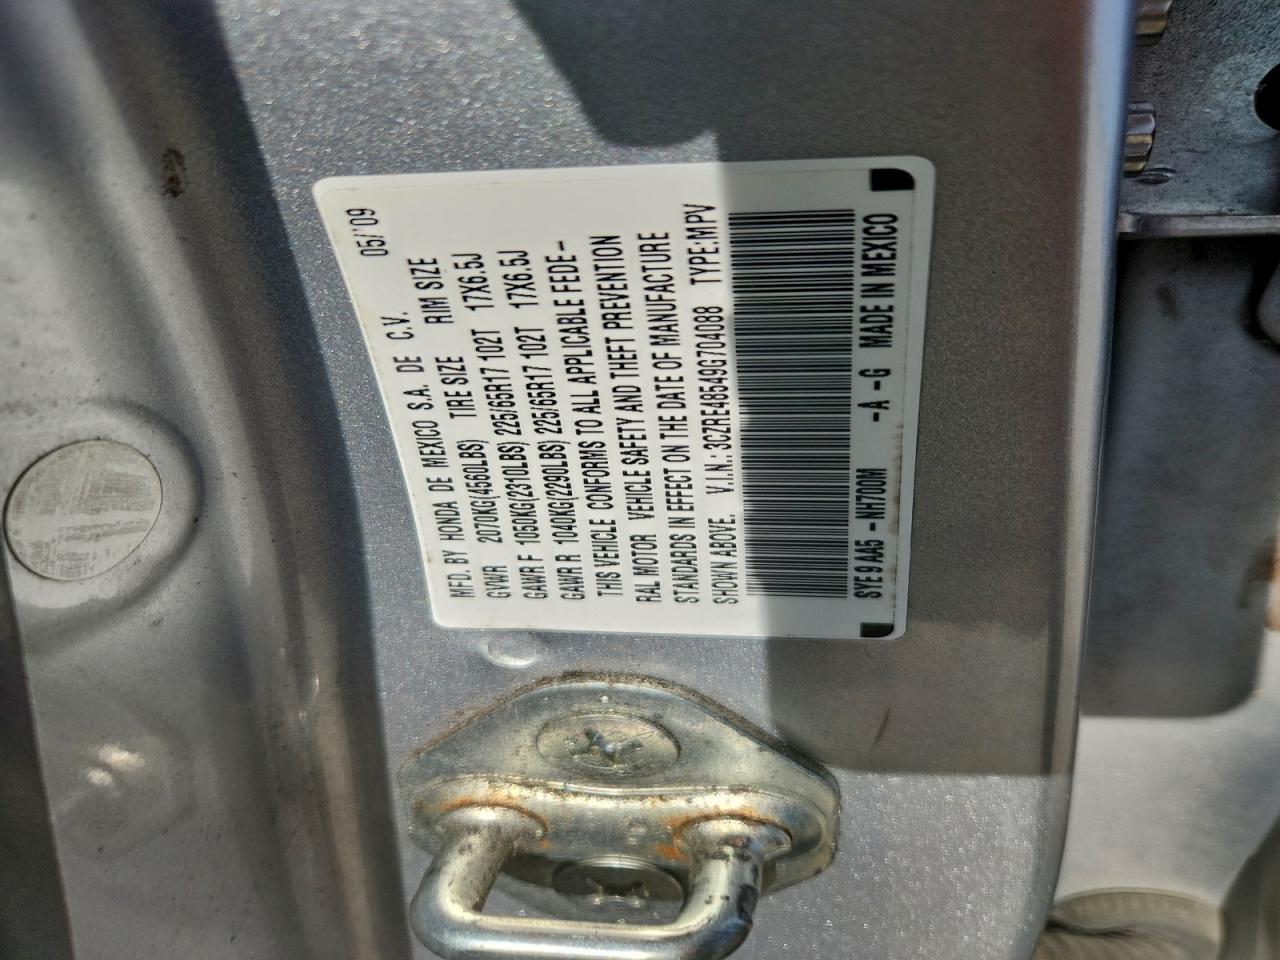 MFD. BY HONDA DE MEXICO S.A. DE C.V. 05/'09
GVWR 2070KG(4560LBS) TIRE SIZE RIM SIZE
GAWR F 1050KG(2310LBS) 225/65R17 102T 17X6.5J
GAWR R 1040KG(2290LBS) 225/65R17 102T 17X6.5J
THIS VEHICLE CONFORMS TO ALL APPLICABLE FEDE-
RAL MOTOR VEHICLE SAFETY AND THEFT PREVENTION
STANDARDS IN EFFECT ON THE DATE OF MANUFACTURE
SHOWN ABOVE. V.I.N.: 3CZRE48549G704088 TYPE:MPV
SYE9AA5 - NH700M -A -G MADE IN MEXICO